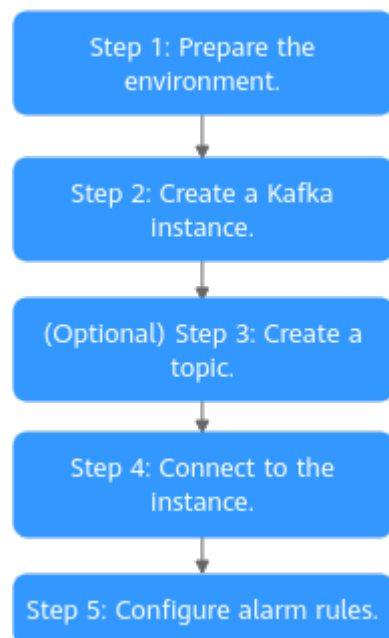 Step 1: Prepare the
environment.
Step 2: Create a Kafka
instance.
(Optional) Step 3: Create a
topic.
Step 4: Connect to the
instance.
Step 5: Configure alarm rules.